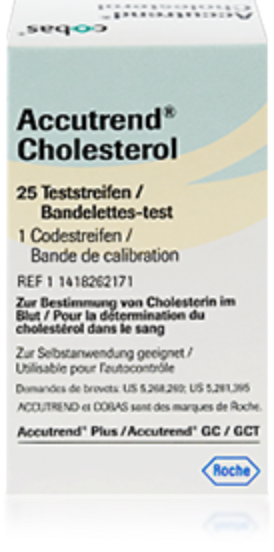 cobas®
Accutrend®
Cholesterol
Accutrend®
Cholesterol
25 Teststreifen /
Bandelettes-test
1 Codestreifen /
Bande de calibration
REF 1 1418262171
Zur Bestimmung von Cholesterin im
Blut / Pour la détermination du
cholestérol dans le sang
Zur Selbstanwendung geeignet /
Utilisable pour l'autocontrôle
Demandes de brevets: US 5,268,269; US 5,281,395
ACCUTREND et COBAS sont des marques de Roche.
Accutrend® Plus / Accutrend® GC / GCT
Roche